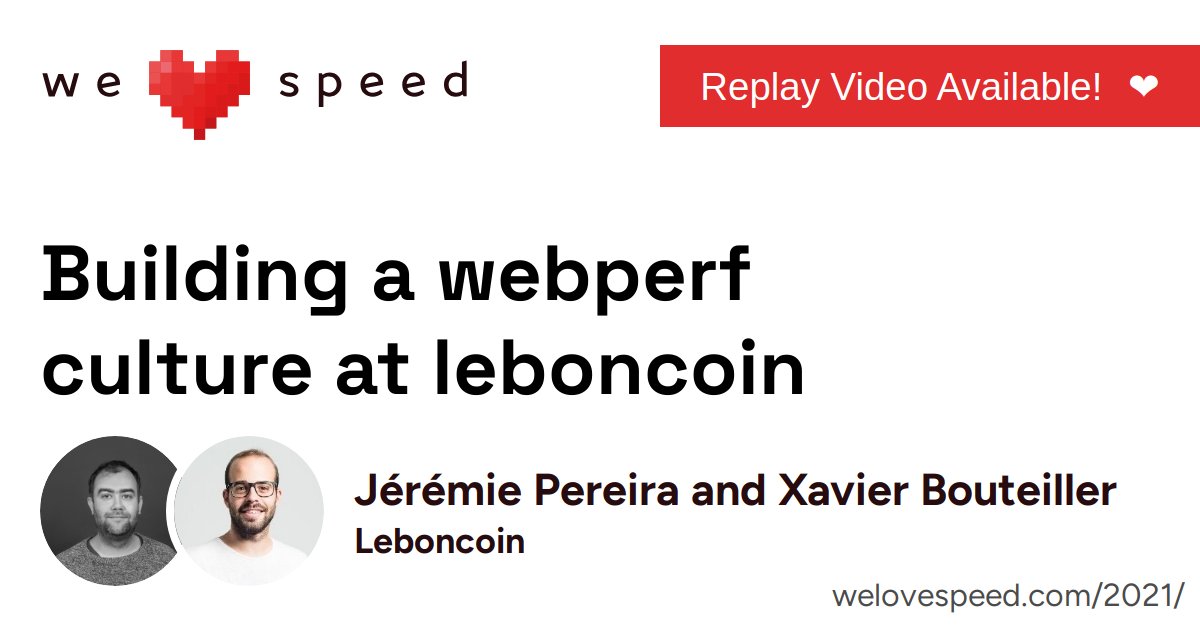 we speed
Replay Video Available! ❤
Building a webperf
culture at leboncoin
Jérémie Pereira and Xavier Bouteiller
Leboncoin
welovespeed.com/2021/